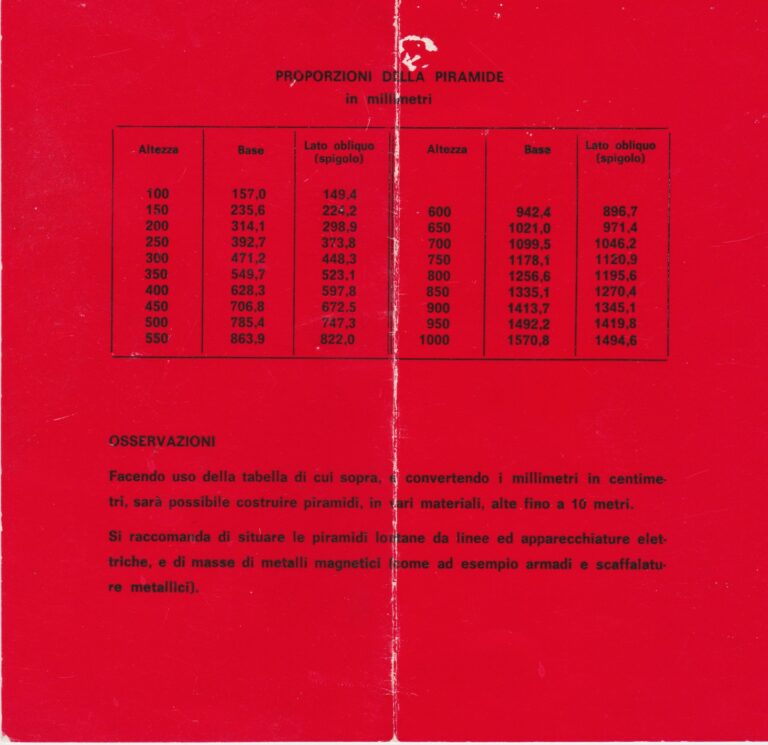 PROPORZIONI DELLA PIRAMIDE
in millimetri
Altezza Base Lato obliquo (spigolo) Altezza Base Lato obliquo (spigolo)
100 157,0 149,4
150 235,6 224,2 600 942,4 896,7
200 314,1 298,9 650 1021,0 971,4
250 392,7 373,8 700 1099,5 1046,2
300 471,2 448,3 750 1178,1 1120,9
350 549,7 523,1 800 1256,6 1195,6
400 628,3 597,8 850 1335,1 1270,4
450 706,8 672,5 900 1413,7 1345,1
500 785,4 747,3 950 1492,2 1419,8
550 863,9 822,0 1000 1570,8 1494,6
OSSERVAZIONI
Facendo uso della tabella di cui sopra, e convertendo i millimetri in centime-
tri, sarà possibile costruire piramidi, in vari materiali, alte fino a 10 metri.
Si raccomanda di situare le piramidi lontane da linee ed apparecchiature elet-
triche, e di masse di metalli magnetici (come ad esempio armadi e scaffalatu-
re metallici).